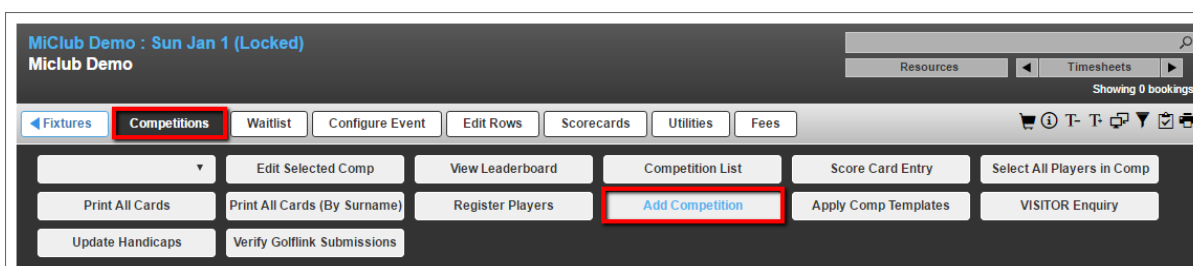 MiClub Demo : Sun Jan 1 (Locked)
Miclub Demo
Resources
Timesheets
Showing 0 bookings
Fixtures
Competitions
Waitlist
Configure Event
Edit Rows
Scorecards
Utilities
Fees
T-
T+
Edit Selected Comp
View Leaderboard
Competition List
Score Card Entry
Select All Players in Comp
Print All Cards
Print All Cards (By Surname)
Register Players
Add Competition
Apply Comp Templates
VISITOR Enquiry
Update Handicaps
Verify Golflink Submissions